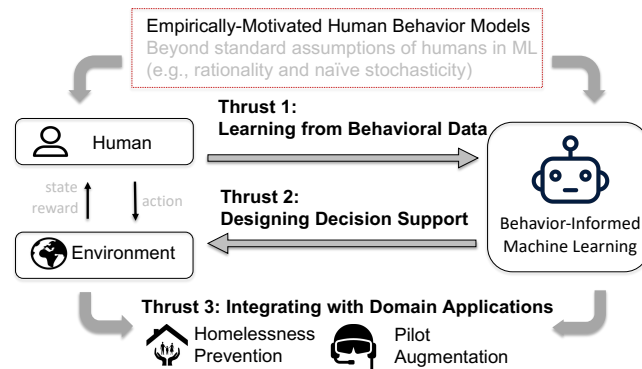 Empirically-Motivated Human Behavior Models
Beyond standard assumptions of humans in ML
(e.g., rationality and naïve stochasticity)
Thrust 1:
Learning from Behavioral Data
Human
state
reward
action
Thrust 2:
Designing Decision Support
Environment
Behavior-Informed
Machine Learning
Thrust 3: Integrating with Domain Applications
Homelessness
Prevention
Pilot
Augmentation